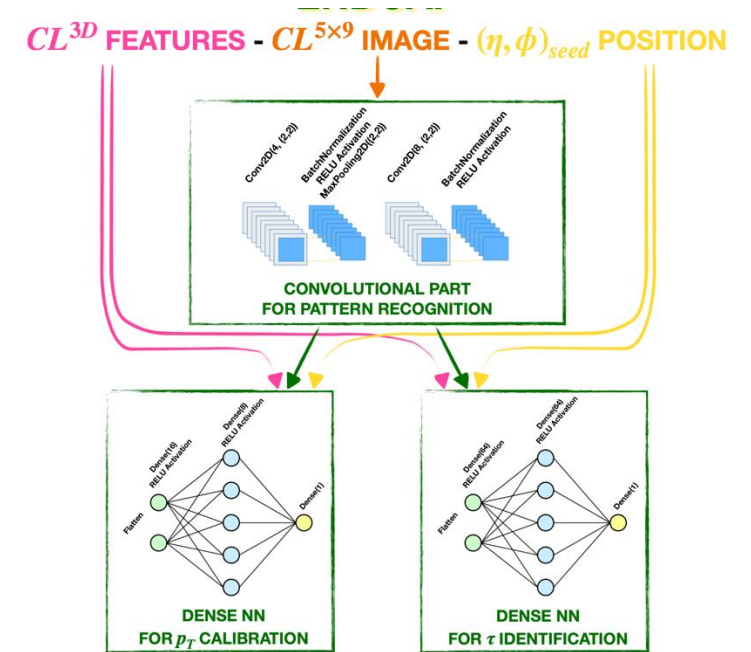 CL^3D FEATURES - CL^5×9 IMAGE - (η, ϕ)_seed POSITION
Conv2D(4, (2,2))
BatchNormalization
RELU Activation
MaxPooling2D((2,2)
Conv2D(8, (2,2))
BatchNormalization
RELU Activation
CONVOLUTIONAL PART
FOR PATTERN RECOGNITION
Flatten
Dense(16)
RELU Activation
Dense(8)
RELU Activation
Dense(1)
DENSE NN
FOR p_T CALIBRATION
Flatten
Dense(64)
RELU Activation
Dense(64)
RELU Activation
Dense(1)
DENSE NN
FOR τ IDENTIFICATION